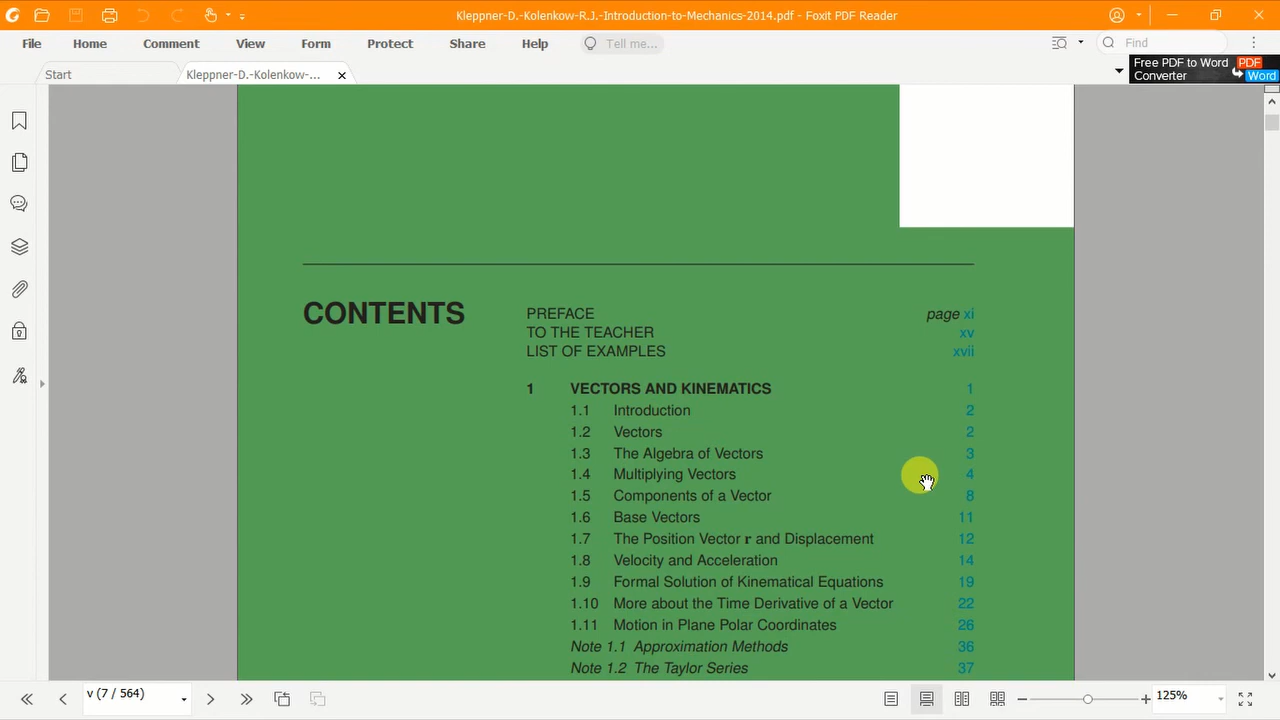 Kleppner-D.-Kolenkow-R.J.-Introduction-to-Mechanics-2014.pdf - Foxit PDF Reader
File Home Comment View Form Protect Share Help Tell me... Find
Start Kleppner-D.-Kolenkow-... Free PDF to Word Converter PDF Word
CONTENTS
PREFACE page xi
TO THE TEACHER xv
LIST OF EXAMPLES xvii
1 VECTORS AND KINEMATICS 1
1.1 Introduction 2
1.2 Vectors 2
1.3 The Algebra of Vectors 3
1.4 Multiplying Vectors 4
1.5 Components of a Vector 8
1.6 Base Vectors 11
1.7 The Position Vector r and Displacement 12
1.8 Velocity and Acceleration 14
1.9 Formal Solution of Kinematical Equations 19
1.10 More about the Time Derivative of a Vector 22
1.11 Motion in Plane Polar Coordinates 26
Note 1.1 Approximation Methods 36
Note 1.2 The Taylor Series 37
v (7 / 564) 125%